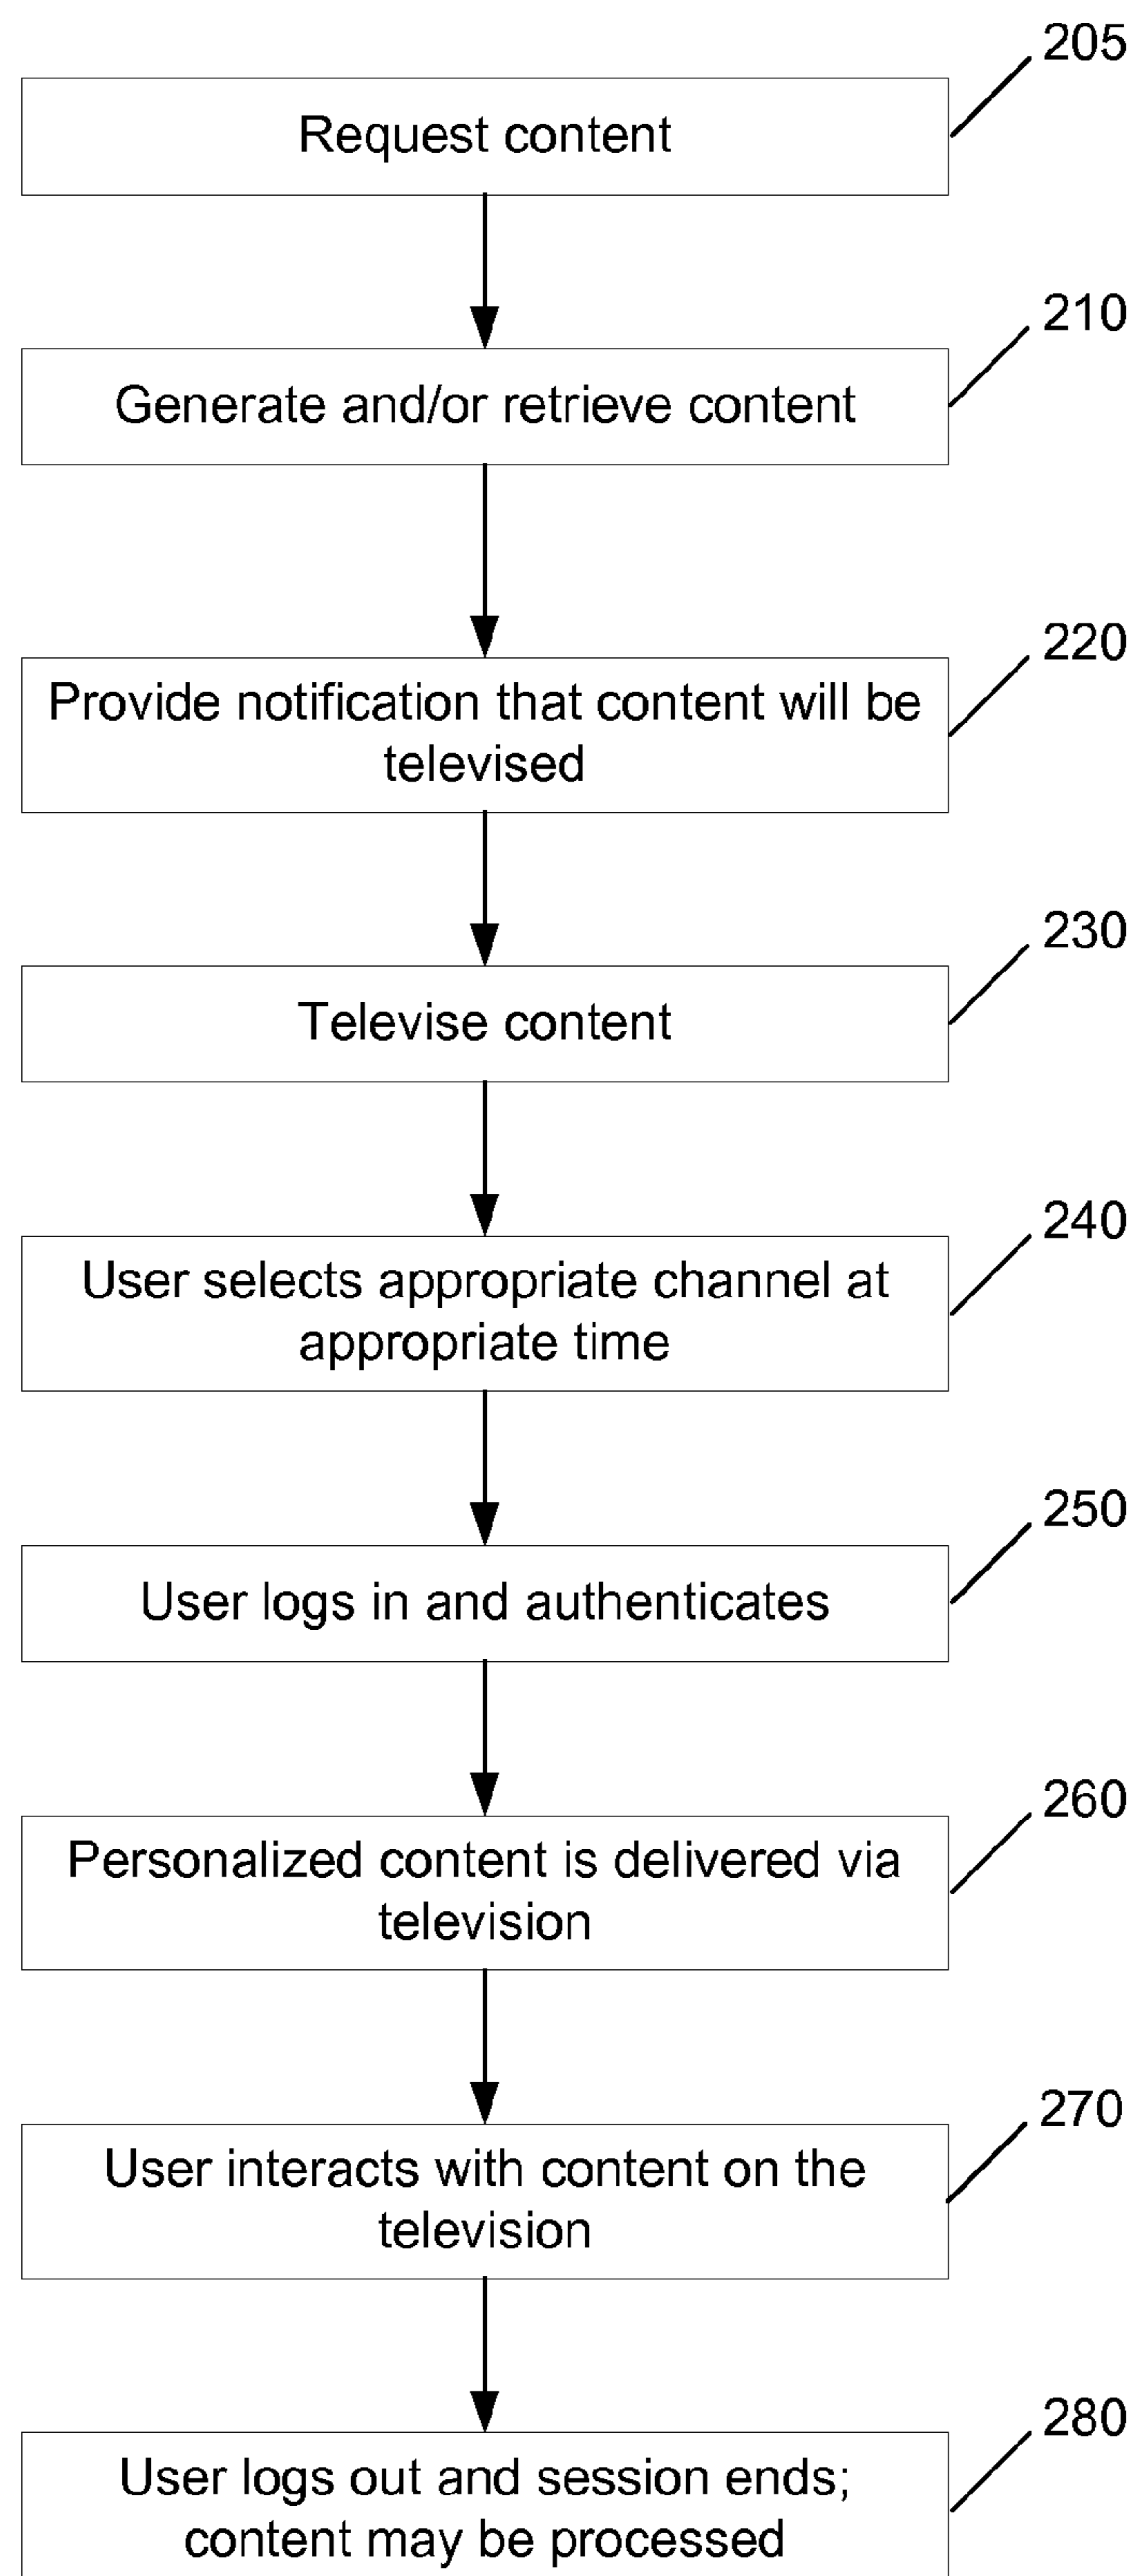 205
Request content
210
Generate and/or retrieve content
220
Provide notification that content will be
televised
230
Televise content
240
User selects appropriate channel at
appropriate time
250
User logs in and authenticates
260
Personalized content is delivered via
television
270
User interacts with content on the
television
280
User logs out and session ends;
content may be processed